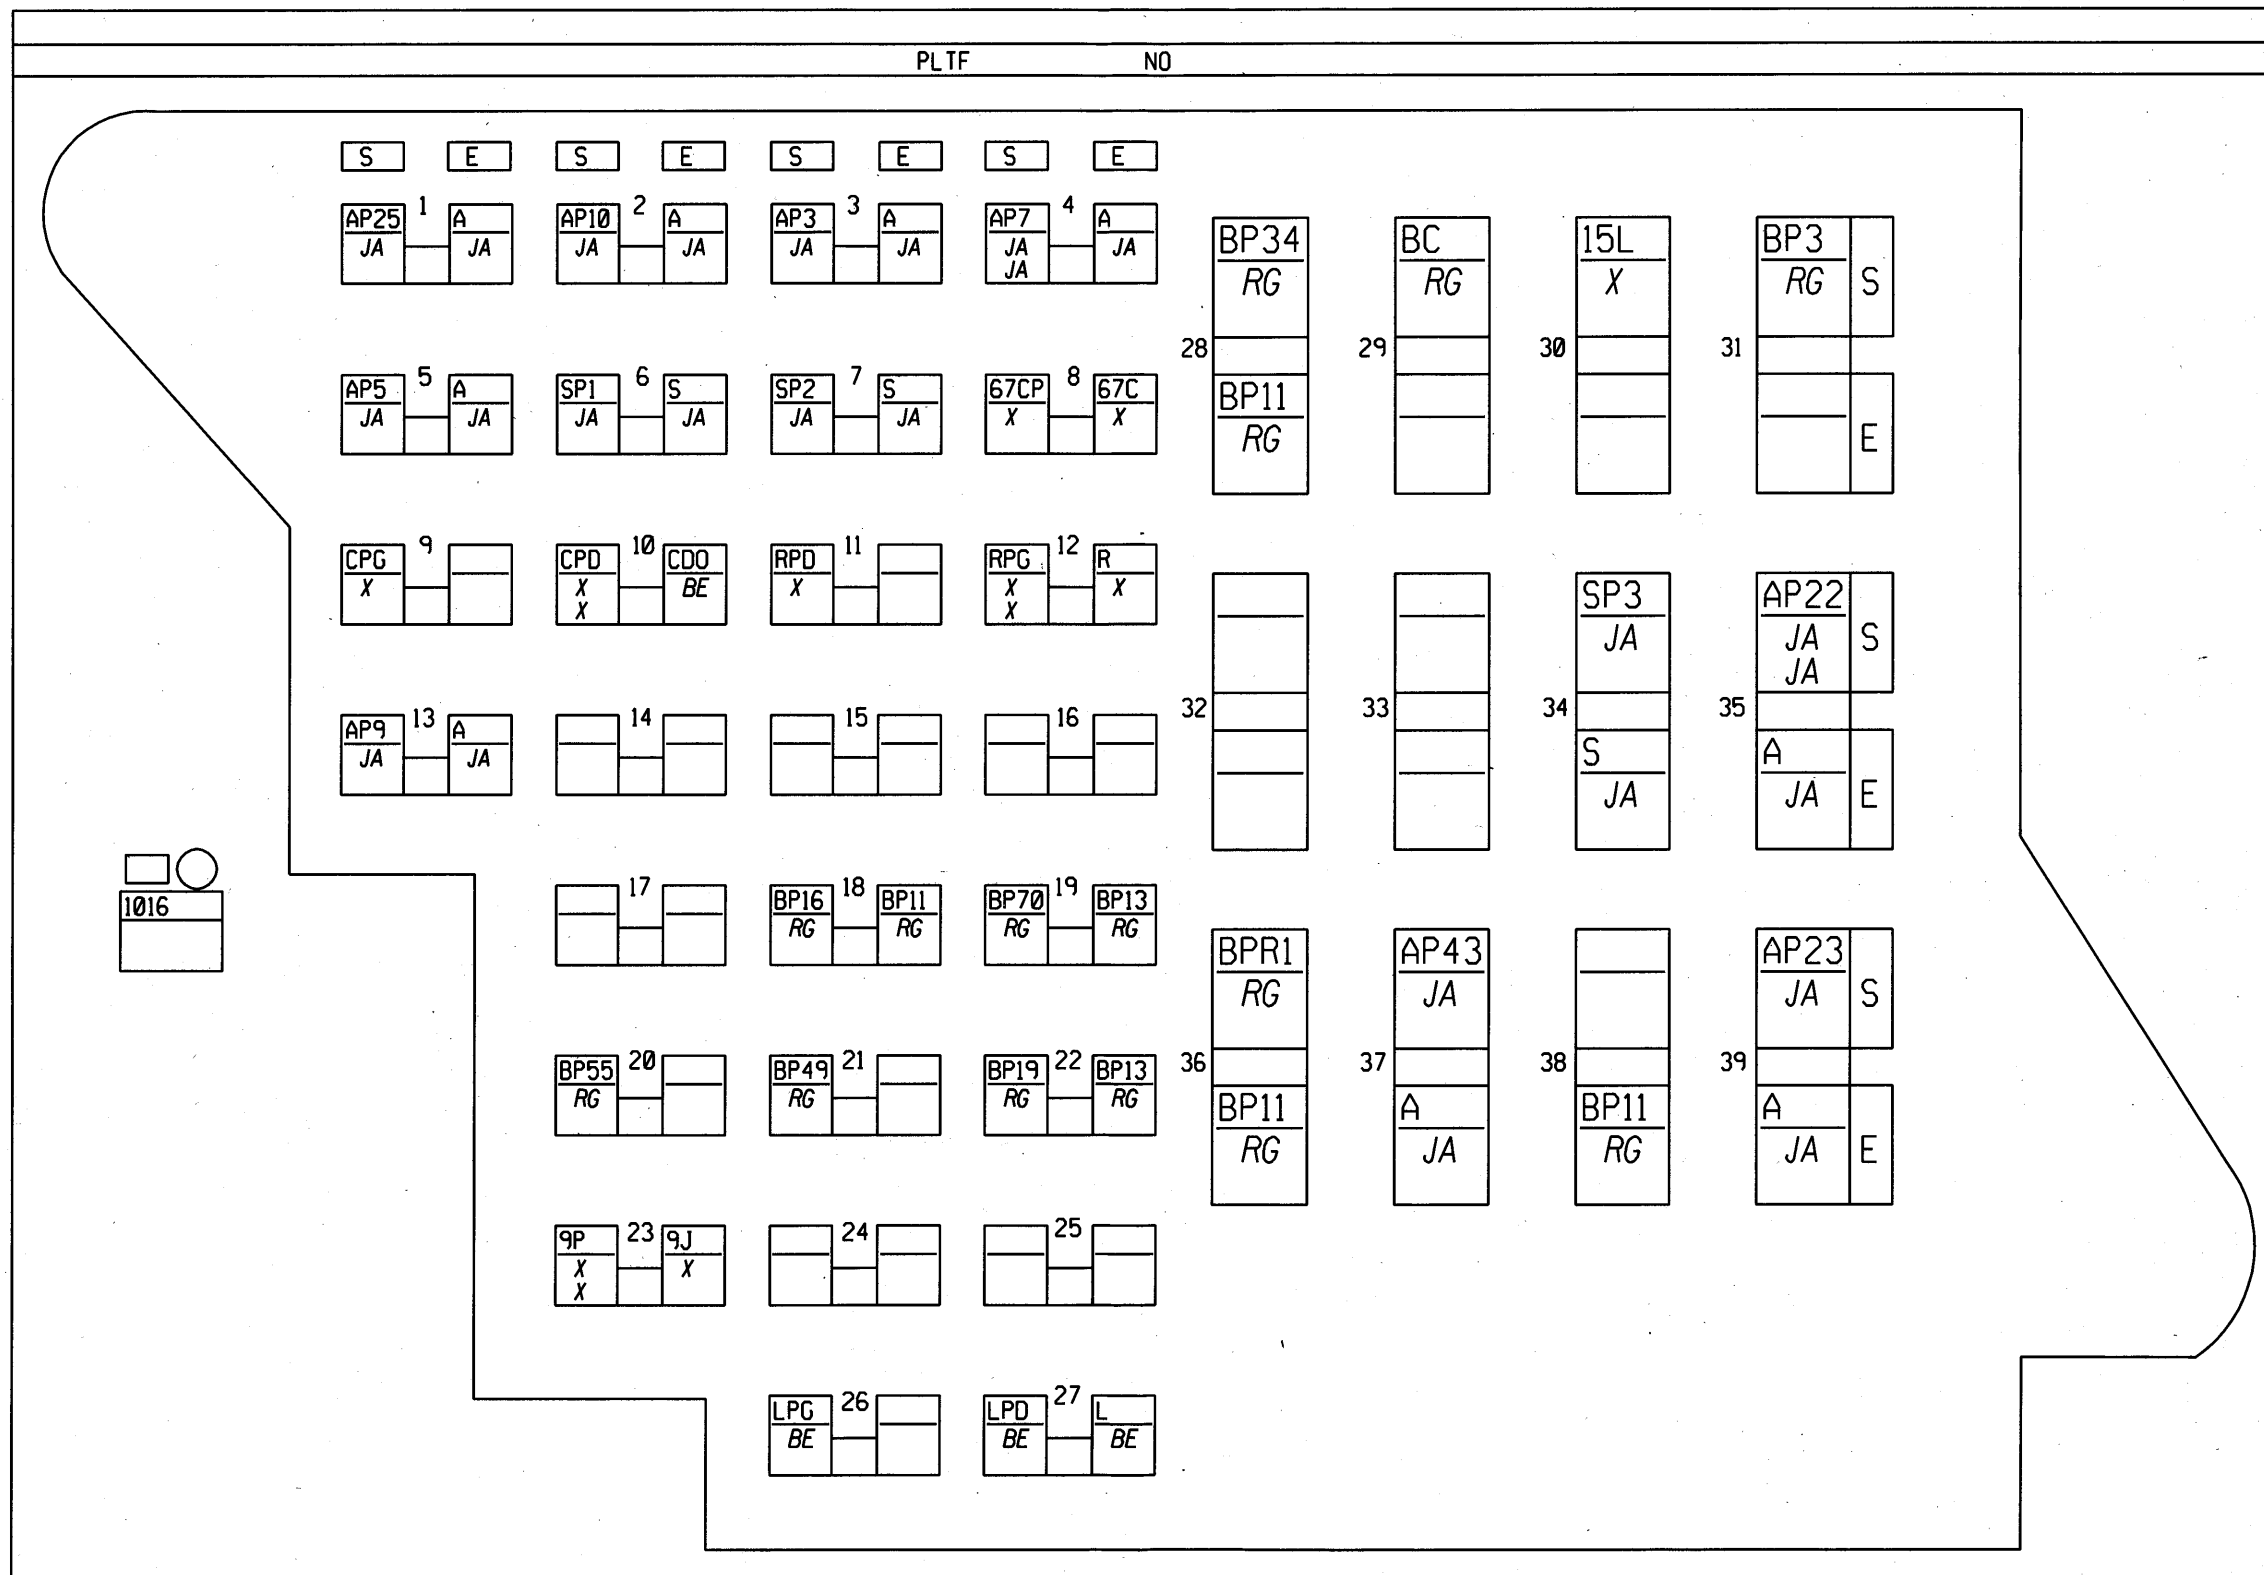 PLTF NO
S E S E S E S E
1 2 3 4
AP25 A AP10 A AP3 A AP7 A
JA JA JA JA JA JA JA JA
JA
BP34 BC 15L BP3
RG RG X RG S
28 29 30 31
5 6 7 8
AP5 A SP1 S SP2 S 67CP 67C
JA JA JA JA JA JA X X
BP11
RG E
9 10 11 12
CPG CPD CDO RPD RPG R
X X BE X X X
X X
SP3 AP22
JA JA S
JA
32 33 34 35
13 14 15 16
AP9 A
JA JA
S A
JA JA E
1016
17 18 19
BP16 BP11 BP70 BP13
RG RG RG RG
BPR1 AP43 AP23
RG JA JA S
36 37 38 39
20 21 22
BP55 BP49 BP19 BP13
RG RG RG RG
BP11 A BP11 A
RG JA RG JA E
23 24 25
9P 9J
X X
X
26 27
LPG LPD L
BE BE BE